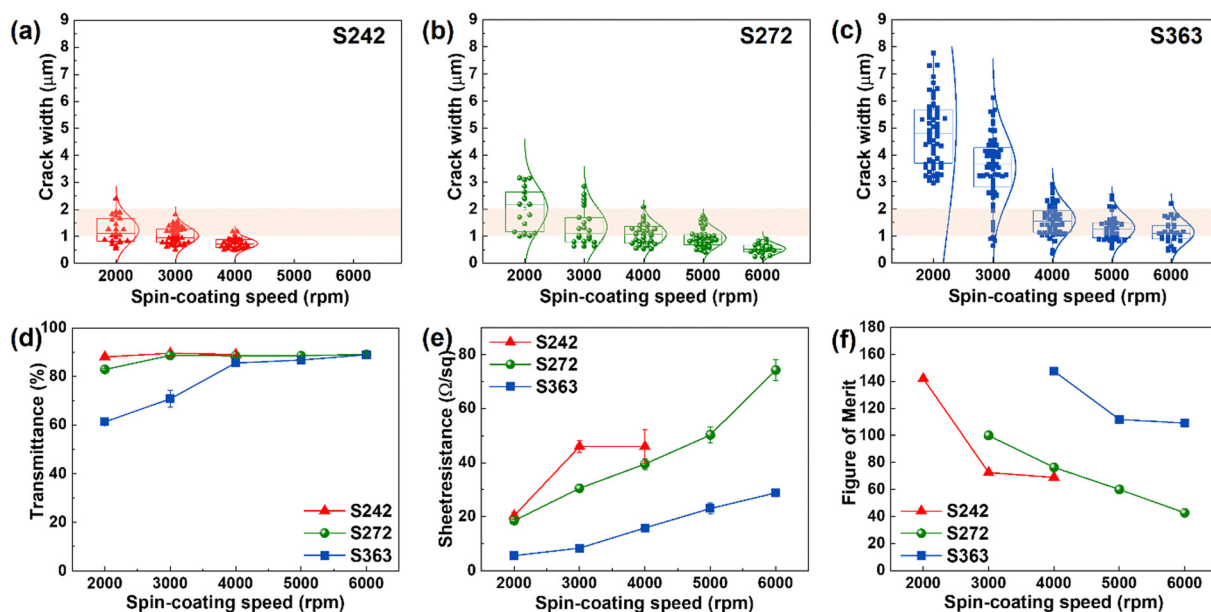 (a)
S242
Crack width (μm)
9
8
7
6
5
4
3
2
1
0
2000 3000 4000 5000 6000
Spin-coating speed (rpm)
(b)
S272
Crack width (μm)
9
8
7
6
5
4
3
2
1
0
2000 3000 4000 5000 6000
Spin-coating speed (rpm)
(c)
S363
Crack width (μm)
9
8
7
6
5
4
3
2
1
0
2000 3000 4000 5000 6000
Spin-coating speed (rpm)
(d)
Transmittance (%)
100
80
60
40
20
0
S242
S272
S363
2000 3000 4000 5000 6000
Spin-coating speed (rpm)
(e)
Sheetresistance (Ω/sq)
80
60
40
20
0
S242
S272
S363
2000 3000 4000 5000 6000
Spin-coating speed (rpm)
(f)
Figure of Merit
180
160
140
120
100
80
60
40
20
0
S242
S272
S363
2000 3000 4000 5000 6000
Spin-coating speed (rpm)